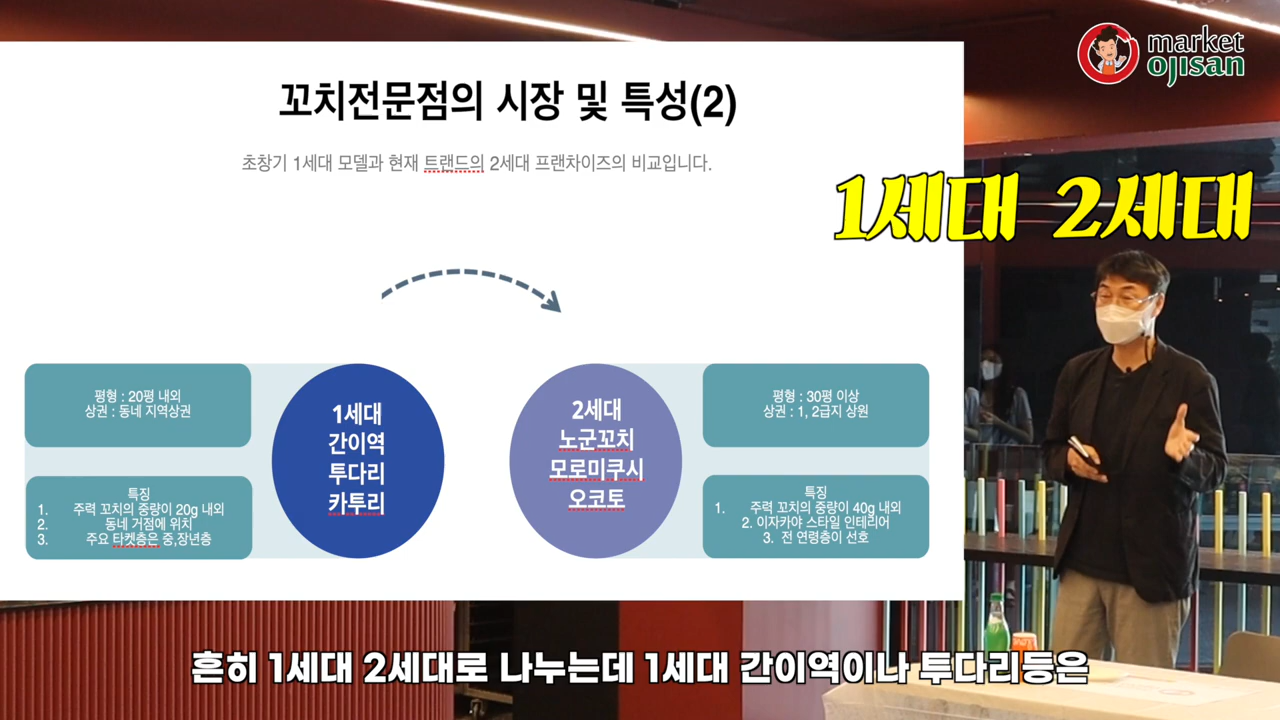 market
ojisan
꼬치전문점의 시장 및 특성(2)
초창기 1세대 모델과 현재 트랜드의 2세대 프랜차이즈의 비교입니다.
1세대 2세대
평형 : 20평 내외
상권 : 동네 지역상권
특징
1. 주력 꼬치의 중량이 20g 내외
2. 동네 거점에 위치
3. 주요 타켓층은 중,장년층
1세대
간이역
투다리
카투리
2세대
노군꼬치
모로미쿠시
오코토
평형 : 30평 이상
상권 : 1, 2급지 상원
특징
1. 주력 꼬치의 중량이 40g 내외
2. 이자카야 스타일 인테리어
3. 전 연령층이 선호
흔히 1세대 2세대로 나누는데 1세대 간이역이나 투다리등은